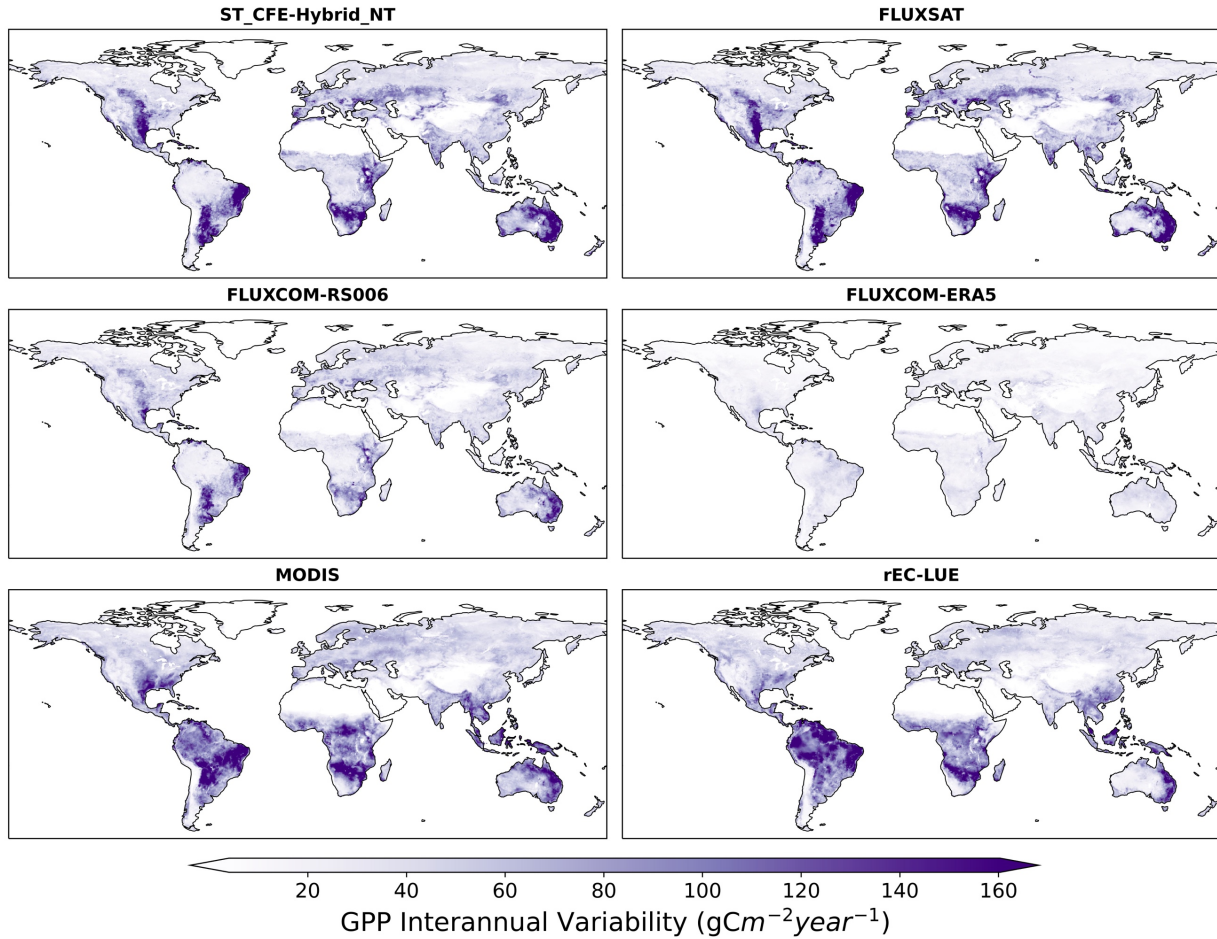 ST_CFE-Hybrid_NT
FLUXSAT
FLUXCOM-RS006
FLUXCOM-ERA5
MODIS
rEC-LUE
20 40 60 80 100 120 140 160
GPP Interannual Variability (gCm⁻²year⁻¹)